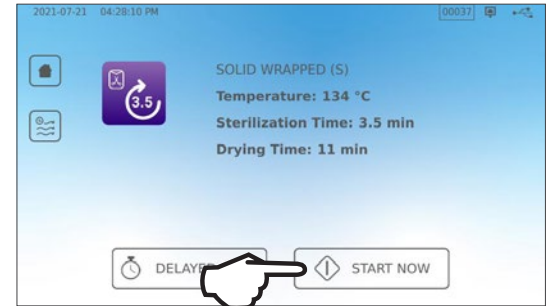 2021-07-21 04:28:10 PM 00037
3.5
SOLID WRAPPED (S)
Temperature: 134 °C
Sterilization Time: 3.5 min
Drying Time: 11 min
START NOW